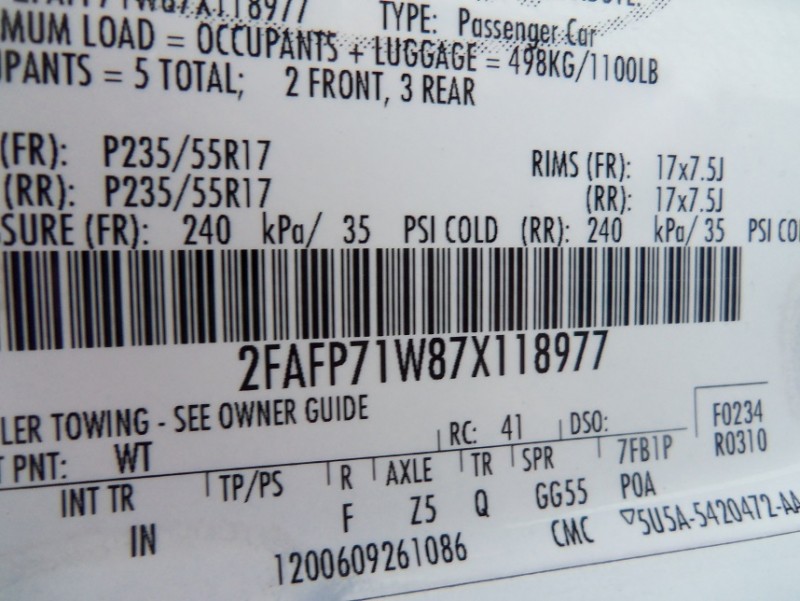 TYPE: Passenger Car
MUM LOAD = OCCUPANTS + LUGGAGE = 498KG/1100LB
UPANTS = 5 TOTAL; 2 FRONT, 3 REAR
(FR): P235/55R17 RIMS (FR): 17x7.5J
(RR): P235/55R17 (RR): 17x7.5J
SURE (FR): 240 kPa/ 35 PSI COLD (RR): 240 kPa/ 35 PSI CO
2FAFP71W87X118977
LER TOWING - SEE OWNER GUIDE
T PNT: WT RC: 41 DSO: F0234
INT TR TP/PS R AXLE TR SPR 7FB1P R0310
IN F Z5 Q GG55 POA
1200609261086 CMC ▽5U5A-5420472-AA